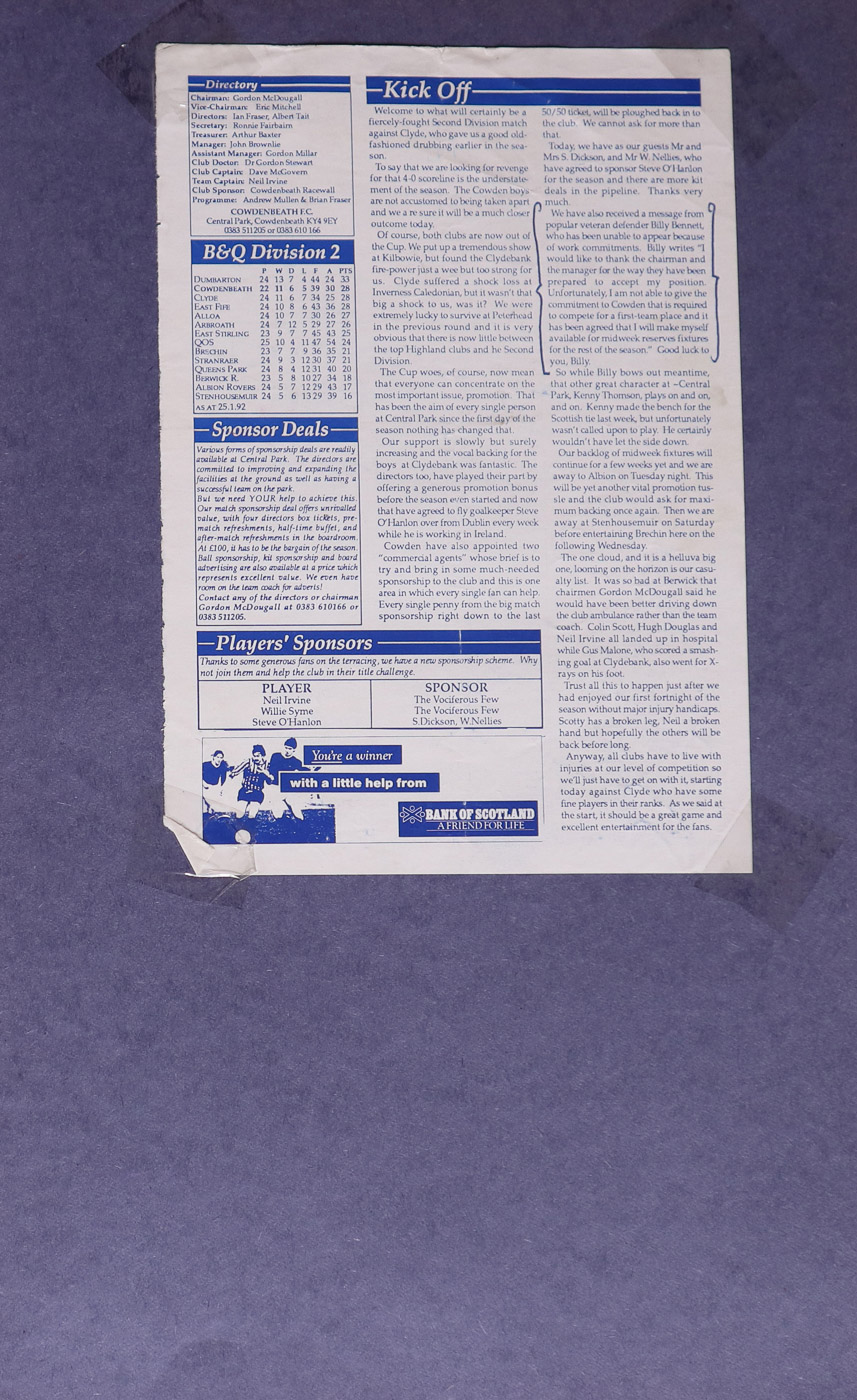 Directory
Chairman: Gordon McDougall
Vice-Chairman: Eric Mitchell
Directors: Ian Fraser, Albert Tait
Secretary: Ronnie Fairbairn
Treasurer: Arthur Baxter
Manager: John Brownlie
Assistant Manager: Gordon Millar
Club Doctor: Dr Gordon Stewart
Club Captain: Dave McGovern
Team Captain: Neil Irvine
Club Sponsor: Cowdenbeath Racewall
Programme: Andrew Mullen & Brian Fraser
COWDENBEATH F.C.
Central Park, Cowdenbeath KY4 9EY
0383 511205 or 0383 610 166
B&Q Division 2
P W D L F A PTS
DUMBARTON 24 13 7 4 44 24 33
COWDENBEATH 22 11 6 5 39 30 28
CLYDE 24 11 6 7 34 25 28
EAST FIFE 24 10 8 6 43 36 28
ALLOA 24 10 7 7 30 26 27
ARBROATH 24 7 12 5 29 27 26
EAST STIRLING 23 9 7 7 45 43 25
QOS 25 10 4 11 47 54 24
BRECHIN 23 7 7 9 36 35 21
STRANRAER 24 9 3 12 30 37 21
QUEENS PARK 24 8 4 12 31 40 20
BERWICK R. 23 5 8 10 27 34 18
ALBION ROVERS 24 5 7 12 29 43 17
STENHOUSEMUIR 24 5 6 13 29 39 16
AS AT 25.1.92
Sponsor Deals
Various forms of sponsorship deals are readily
available at Central Park. The directors are
committed to improving and expanding the
facilities at the ground as well as having a
successful team on the park.
But we need YOUR help to achieve this.
Our match sponsorship deal offers unrivalled
value, with four directors box tickets, pre-
match refreshments, half-time buffet, and
after-match refreshments in the boardroom.
At £100, it has to be the bargain of the season.
Ball sponsorship, kit sponsorship and board
advertising are also available at a price which
represents excellent value. We even have
room on the team coach for adverts!
Contact any of the directors or chairman
Gordon McDougall at 0383 610166 or
0383 511205.
Kick Off
Welcome to what will certainly be a
fiercely-fought Second Division match
against Clyde, who gave us a good old-
fashioned drubbing earlier in the sea-
son.
To say that we are looking for revenge
for that 4-0 scoreline is the understate-
ment of the season. The Cowden boys
are not accustomed to being taken apart
and we a re sure it will be a much closer
outcome today.
Of course, both clubs are now out of
the Cup. We put up a tremendous show
at Kilbowie, but found the Clydebank
fire-power just a wee but too strong for
us. Clyde suffered a shock loss at
Inverness Caledonian, but it wasn't that
big a shock to us, was it? We were
extremely lucky to survive at Peterhead
in the previous round and it is very
obvious that there is now little between
the top Highland clubs and he Second
Division.
The Cup woes, of course, now mean
that everyone can concentrate on the
most important issue, promotion. That
has been the aim of every single person
at Central Park since the first day of the
season nothing has changed that.
Our support is slowly but surely
increasing and the vocal backing for the
boys at Clydebank was fantastic. The
directors too, have played their part by
offering a generous promotion bonus
before the season even started and now
that have agreed to fly goalkeeper Steve
O'Hanlon over from Dublin every week
while he is working in Ireland.
Cowden have also appointed two
"commercial agents" whose brief is to
try and bring in some much-needed
sponsorship to the club and this is one
area in which every single fan can help.
Every single penny from the big match
sponsorship right down to the last
50/50 ticket, will be ploughed back in to
the club. We cannot ask for more than
that.
Today, we have as our guests Mr and
Mrs S. Dickson, and Mr W. Nellies, who
have agreed to sponsor Steve O'Hanlon
for the season and there are more kit
deals in the pipeline. Thanks very
much.
We have also received a message from
popular veteran defender Billy Bennett,
who has been unable to appear because
of work commitments. Billy writes "I
would like to thank the chairman and
the manager for the way they have been
prepared to accept my position.
Unfortunately, I am not able to give the
commitment to Cowden that is required
to compete for a first-team place and it
has been agreed that I will make myself
available for midweek reserves fixtures
for the rest of the season." Good luck to
you, Billy.
So while Billy bows out meantime,
that other great character at ~Central
Park, Kenny Thomson, plays on and on,
and on. Kenny made the bench for the
Scottish tie last week, but unfortunately
wasn't called upon to play. He certainly
wouldn't have let the side down.
Our backlog of midweek fixtures will
continue for a few weeks yet and we are
away to Albion on Tuesday night. This
will be yet another vital promotion tus-
sle and the club would ask for maxi-
mum backing once again. Then we are
away at Stenhousemuir on Saturday
before entertaining Brechin here on the
following Wednesday.
The one cloud, and it is a helluva big
one, looming on the horizon is our casu-
alty list. It was so bad at Berwick that
chairmen Gordon McDougall said he
would have been better driving down
the club ambulance rather than the team
coach. Colin Scott, Hugh Douglas and
Neil Irvine all landed up in hospital
while Gus Malone, who scored a smash-
ing goal at Clydebank, also went for X-
rays on his foot.
Trust all this to happen just after we
had enjoyed our first fortnight of the
season without major injury handicaps.
Scotty has a broken leg, Neil a broken
hand but hopefully the others will be
back before long.
Anyway, all clubs have to live with
injuries at our level of competition so
we'll just have to get on with it, starting
today against Clyde who have some
fine players in their ranks. As we said at
the start, it should be a great game and
excellent entertainment for the fans.
Players' Sponsors
Thanks to some generous fans on the terracing, we have a new sponsorship scheme. Why
not join them and help the club in their title challenge.
PLAYER SPONSOR
Neil Irvine The Vociferous Few
Willie Syme The Vociferous Few
Steve O'Hanlon S.Dickson, W.Nellies
You're a winner
with a little help from
BANK OF SCOTLAND
A FRIEND FOR LIFE